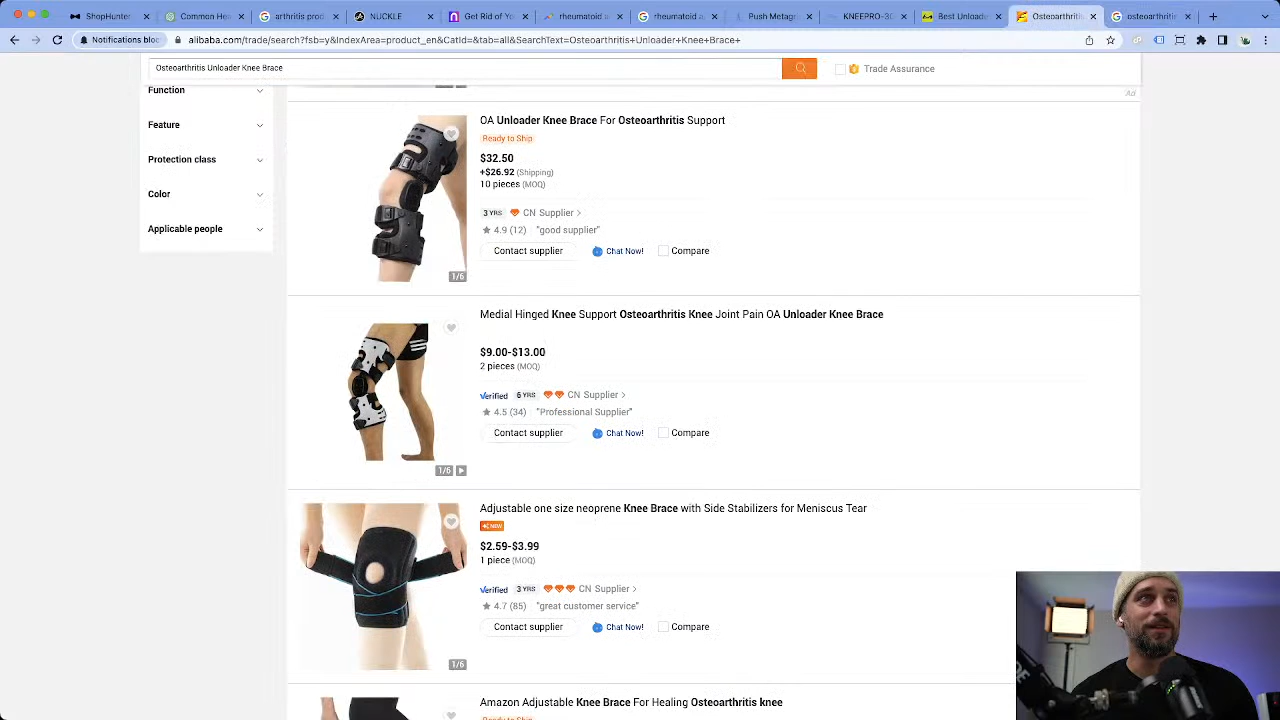 ShopHunter
Content He
arthritis prod
NUCKLE
Get Rid of Y
rheumatoid a
rheumatoid a
Push Metag
KNEEPRO-3D
Best Unloade
Osteoarthriti
osteoarthriti
Notifications bloc
alibaba.com/trade/search?fsb=y&IndexArea=product_en&CatId=&tab=all&SearchText=Osteoarthritis+Unloader+Knee+Brace+
Osteoarthritis Unloader Knee Brace
Trade Assurance
Function
Feature
Protection class
Color
Applicable people
Ad
OA Unloader Knee Brace For Osteoarthritis Support
Ready to Ship
$32.50
+$26.92 (Shipping)
10 pieces (MOQ)
3 YRS CN Supplier >
4.9 (12) "good supplier"
Contact supplier Chat Now! Compare
1/6
Medial Hinged Knee Support Osteoarthritis Knee Joint Pain OA Unloader Knee Brace
$9.00-$13.00
2 pieces (MOQ)
Verified 6 YRS CN Supplier >
4.5 (34) "Professional Supplier"
Contact supplier Chat Now! Compare
1/6
Adjustable one size neoprene Knee Brace with Side Stabilizers for Meniscus Tear
NEW
$2.59-$3.99
1 piece (MOQ)
Verified 3 YRS CN Supplier >
4.7 (85) "great customer service"
Contact supplier Chat Now! Compare
1/6
Amazon Adjustable Knee Brace For Healing Osteoarthritis knee
Ready to Ship